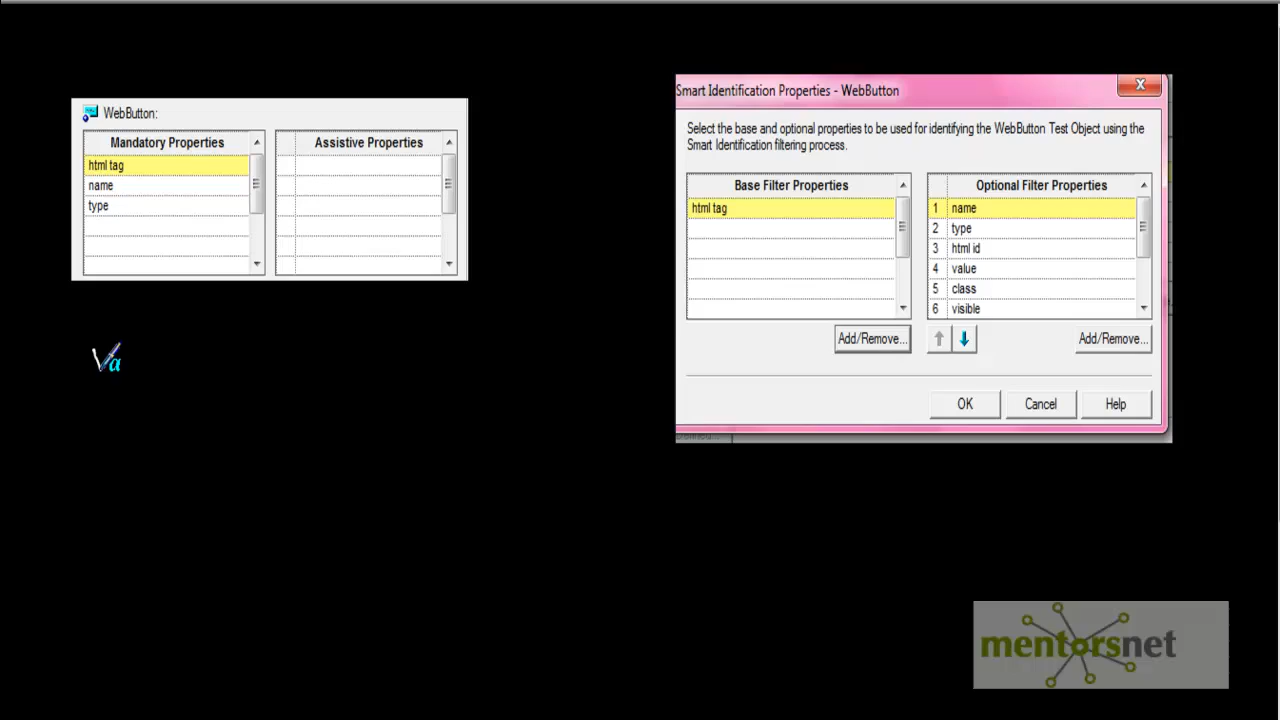 WebButton:
Mandatory Properties
Assistive Properties
html tag
name
type
Smart Identification Properties - WebButton
Select the base and optional properties to be used for identifying the WebButton Test Object using the
Smart Identification filtering process.
Base Filter Properties
html tag
Optional Filter Properties
1 name
2 type
3 html id
4 value
5 class
6 visible
Add/Remove...
Add/Remove...
OK
Cancel
Help
mentorsnet